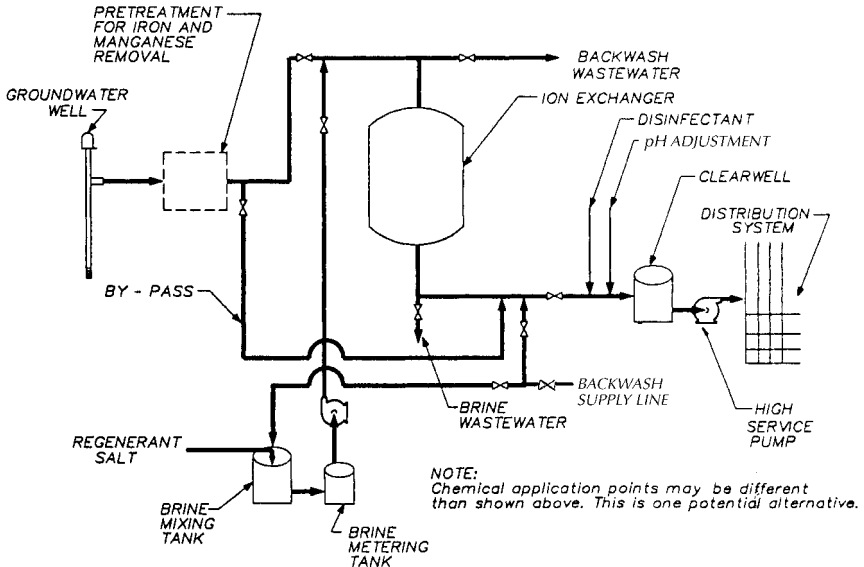 PRETREATMENT
FOR IRON AND
MANGANESE
REMOVAL
GROUNDWATER
WELL
BACKWASH
WASTEWATER
ION EXCHANGER
DISINFECTANT
pH ADJUSTMENT
CLEARWELL
DISTRIBUTION
SYSTEM
BY - PASS
BRINE
WASTEWATER
BACKWASH
SUPPLY LINE
HIGH
SERVICE
PUMP
REGENERANT
SALT
BRINE
MIXING
TANK
BRINE
METERING
TANK
NOTE:
Chemical application points may be different
than shown above. This is one potential alternative.